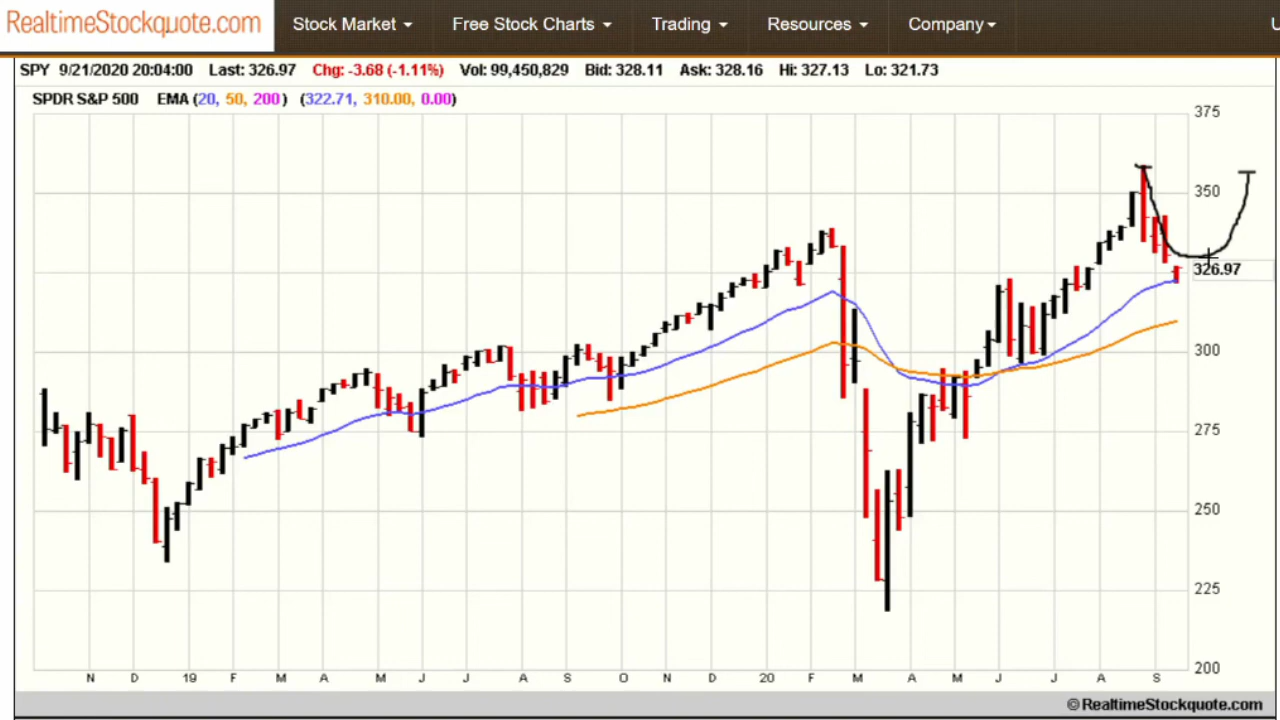 RealtimeStockquote.com Stock Market Free Stock Charts Trading Resources Company U
SPY 9/21/2020 20:04:00 Last: 326.97 Chg: -3.68 (-1.11%) Vol: 99,450,829 Bid: 328.11 Ask: 328.16 Hi: 327.13 Lo: 321.73
SPDR S&P 500 EMA (20, 50, 200) (322.71, 310.00, 0.00)
375
350
326.97
300
275
250
225
200
N D 19 F M A M J J A S O N D 20 F M A M J J A S
©RealtimeStockquote.com